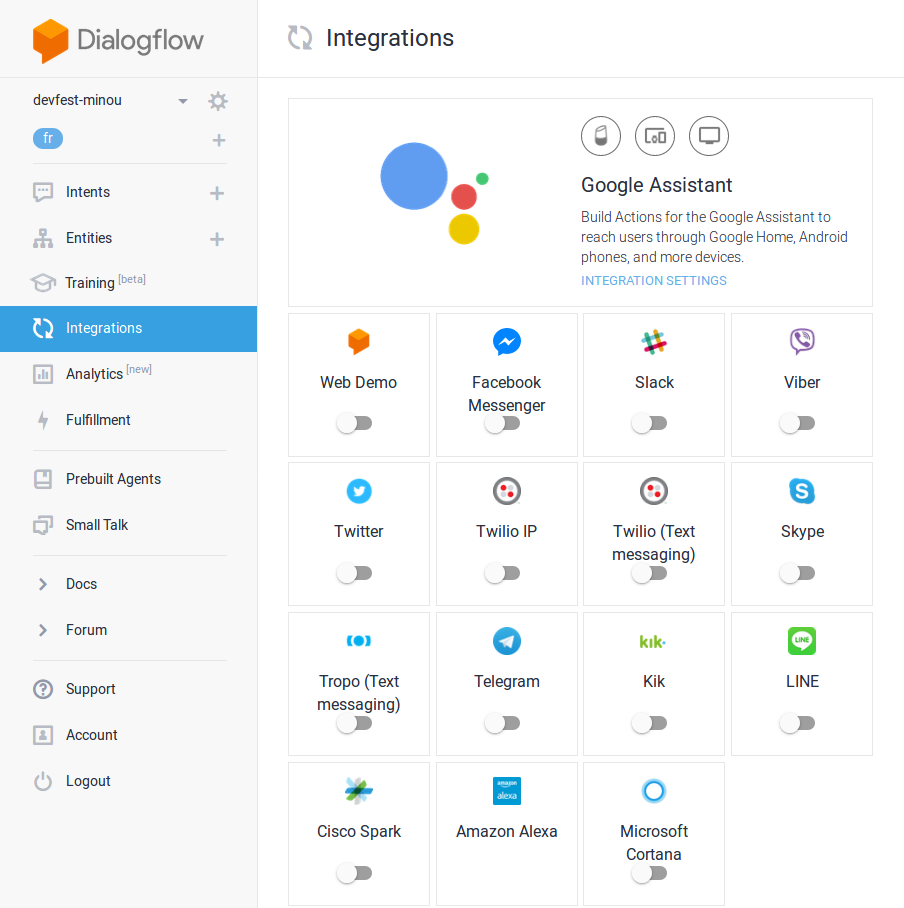 Dialogflow
Integrations
devfest-minou
fr
Intents
Entities
Training [beta]
Integrations
Analytics [new]
Fulfillment
Prebuilt Agents
Small Talk
Docs
Forum
Support
Account
Logout
Google Assistant
Build Actions for the Google Assistant to
reach users through Google Home, Android
phones, and more devices.
INTEGRATION SETTINGS
Web Demo
Facebook
Messenger
Slack
Viber
Twitter
Twilio IP
Twilio (Text
messaging)
Skype
Tropo (Text
messaging)
Telegram
kik
Kik
LINE
LINE
Cisco Spark
amazon
alexa
Amazon Alexa
Microsoft
Cortana